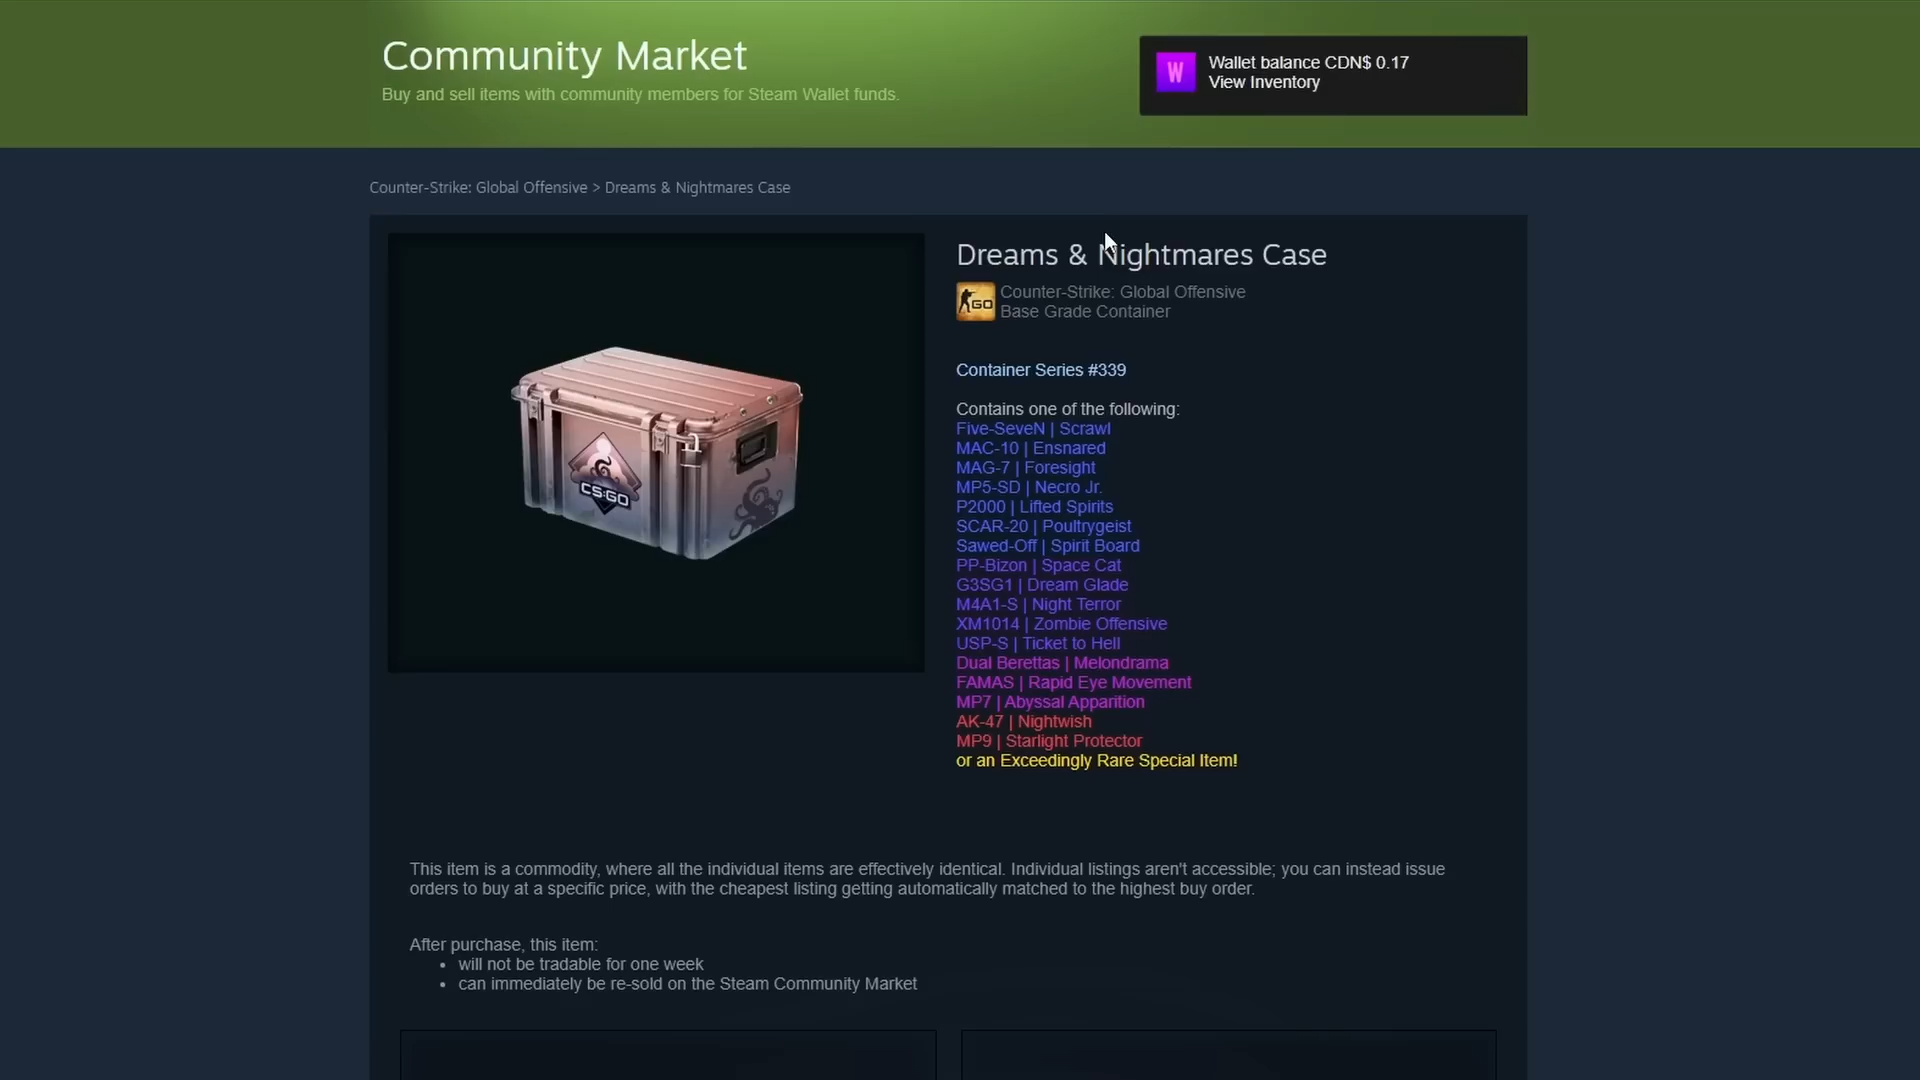 Community Market
Buy and sell items with community members for Steam Wallet funds.
W
Wallet balance CDN$ 0.17
View Inventory
Counter-Strike: Global Offensive > Dreams & Nightmares Case
CS:GO
Dreams & Nightmares Case
GO
Counter-Strike: Global Offensive
Base Grade Container
Container Series #339
Contains one of the following:
Five-SeveN | Scrawl
MAC-10 | Ensnared
MAG-7 | Foresight
MP5-SD | Necro Jr.
P2000 | Lifted Spirits
SCAR-20 | Poultrygeist
Sawed-Off | Spirit Board
PP-Bizon | Space Cat
G3SG1 | Dream Glade
M4A1-S | Night Terror
XM1014 | Zombie Offensive
USP-S | Ticket to Hell
Dual Berettas | Melondrama
FAMAS | Rapid Eye Movement
MP7 | Abyssal Apparition
AK-47 | Nightwish
MP9 | Starlight Protector
or an Exceedingly Rare Special Item!
This item is a commodity, where all the individual items are effectively identical. Individual listings aren't accessible; you can instead issue
orders to buy at a specific price, with the cheapest listing getting automatically matched to the highest buy order.
After purchase, this item:
• will not be tradable for one week
• can immediately be re-sold on the Steam Community Market